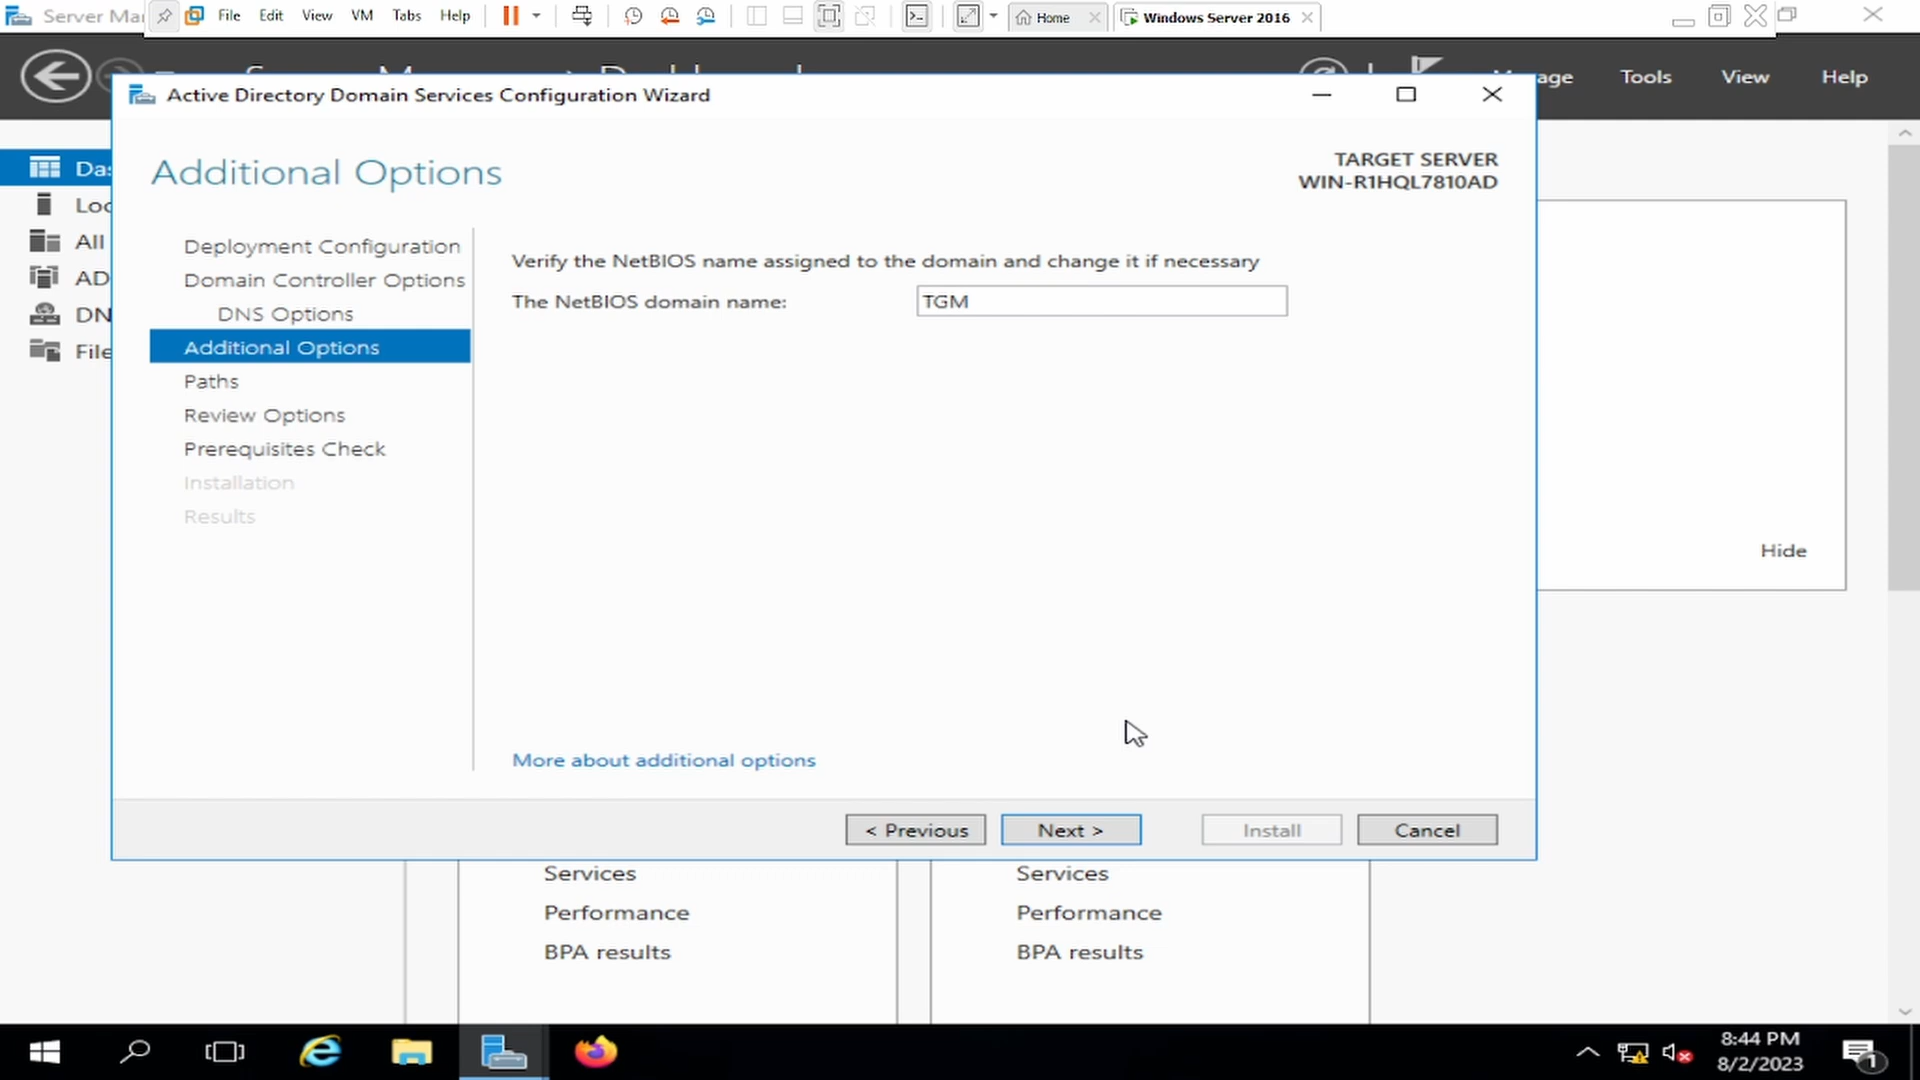 Server Mar
File Edit View VM Tabs Help
Home
Windows Server 2016
Tools View Help
Active Directory Domain Services Configuration Wizard
Additional Options
TARGET SERVER
WIN-R1HQL7810AD
Deployment Configuration
Domain Controller Options
DNS Options
Additional Options
Paths
Review Options
Prerequisites Check
Installation
Results
Verify the NetBIOS name assigned to the domain and change it if necessary
The NetBIOS domain name: TGM
More about additional options
< Previous Next > Install Cancel
Das
Loc
All
AD
DN
File
Hide
Services
Performance
BPA results
Services
Performance
BPA results
8:44 PM
8/2/2023
1